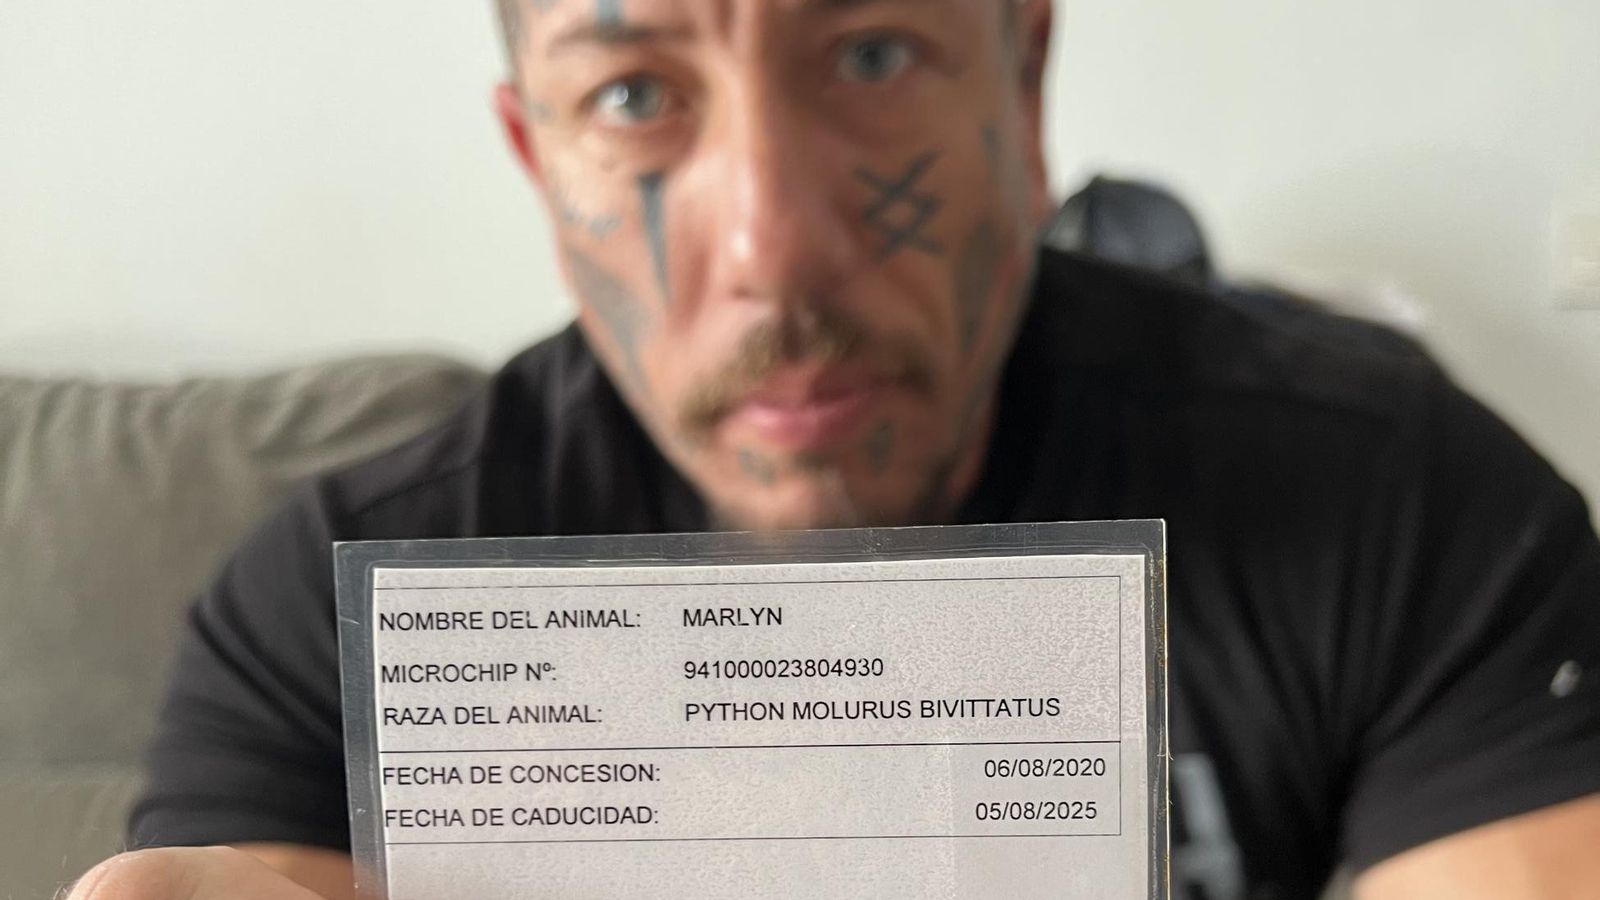 NOMBRE DEL ANIMAL: MARLYN
MICROCHIP Nº: 941000023804930
RAZA DEL ANIMAL: PYTHON MOLURUS BIVITTATUS
FECHA DE CONCESION: 06/08/2020
FECHA DE CADUCIDAD: 05/08/2025